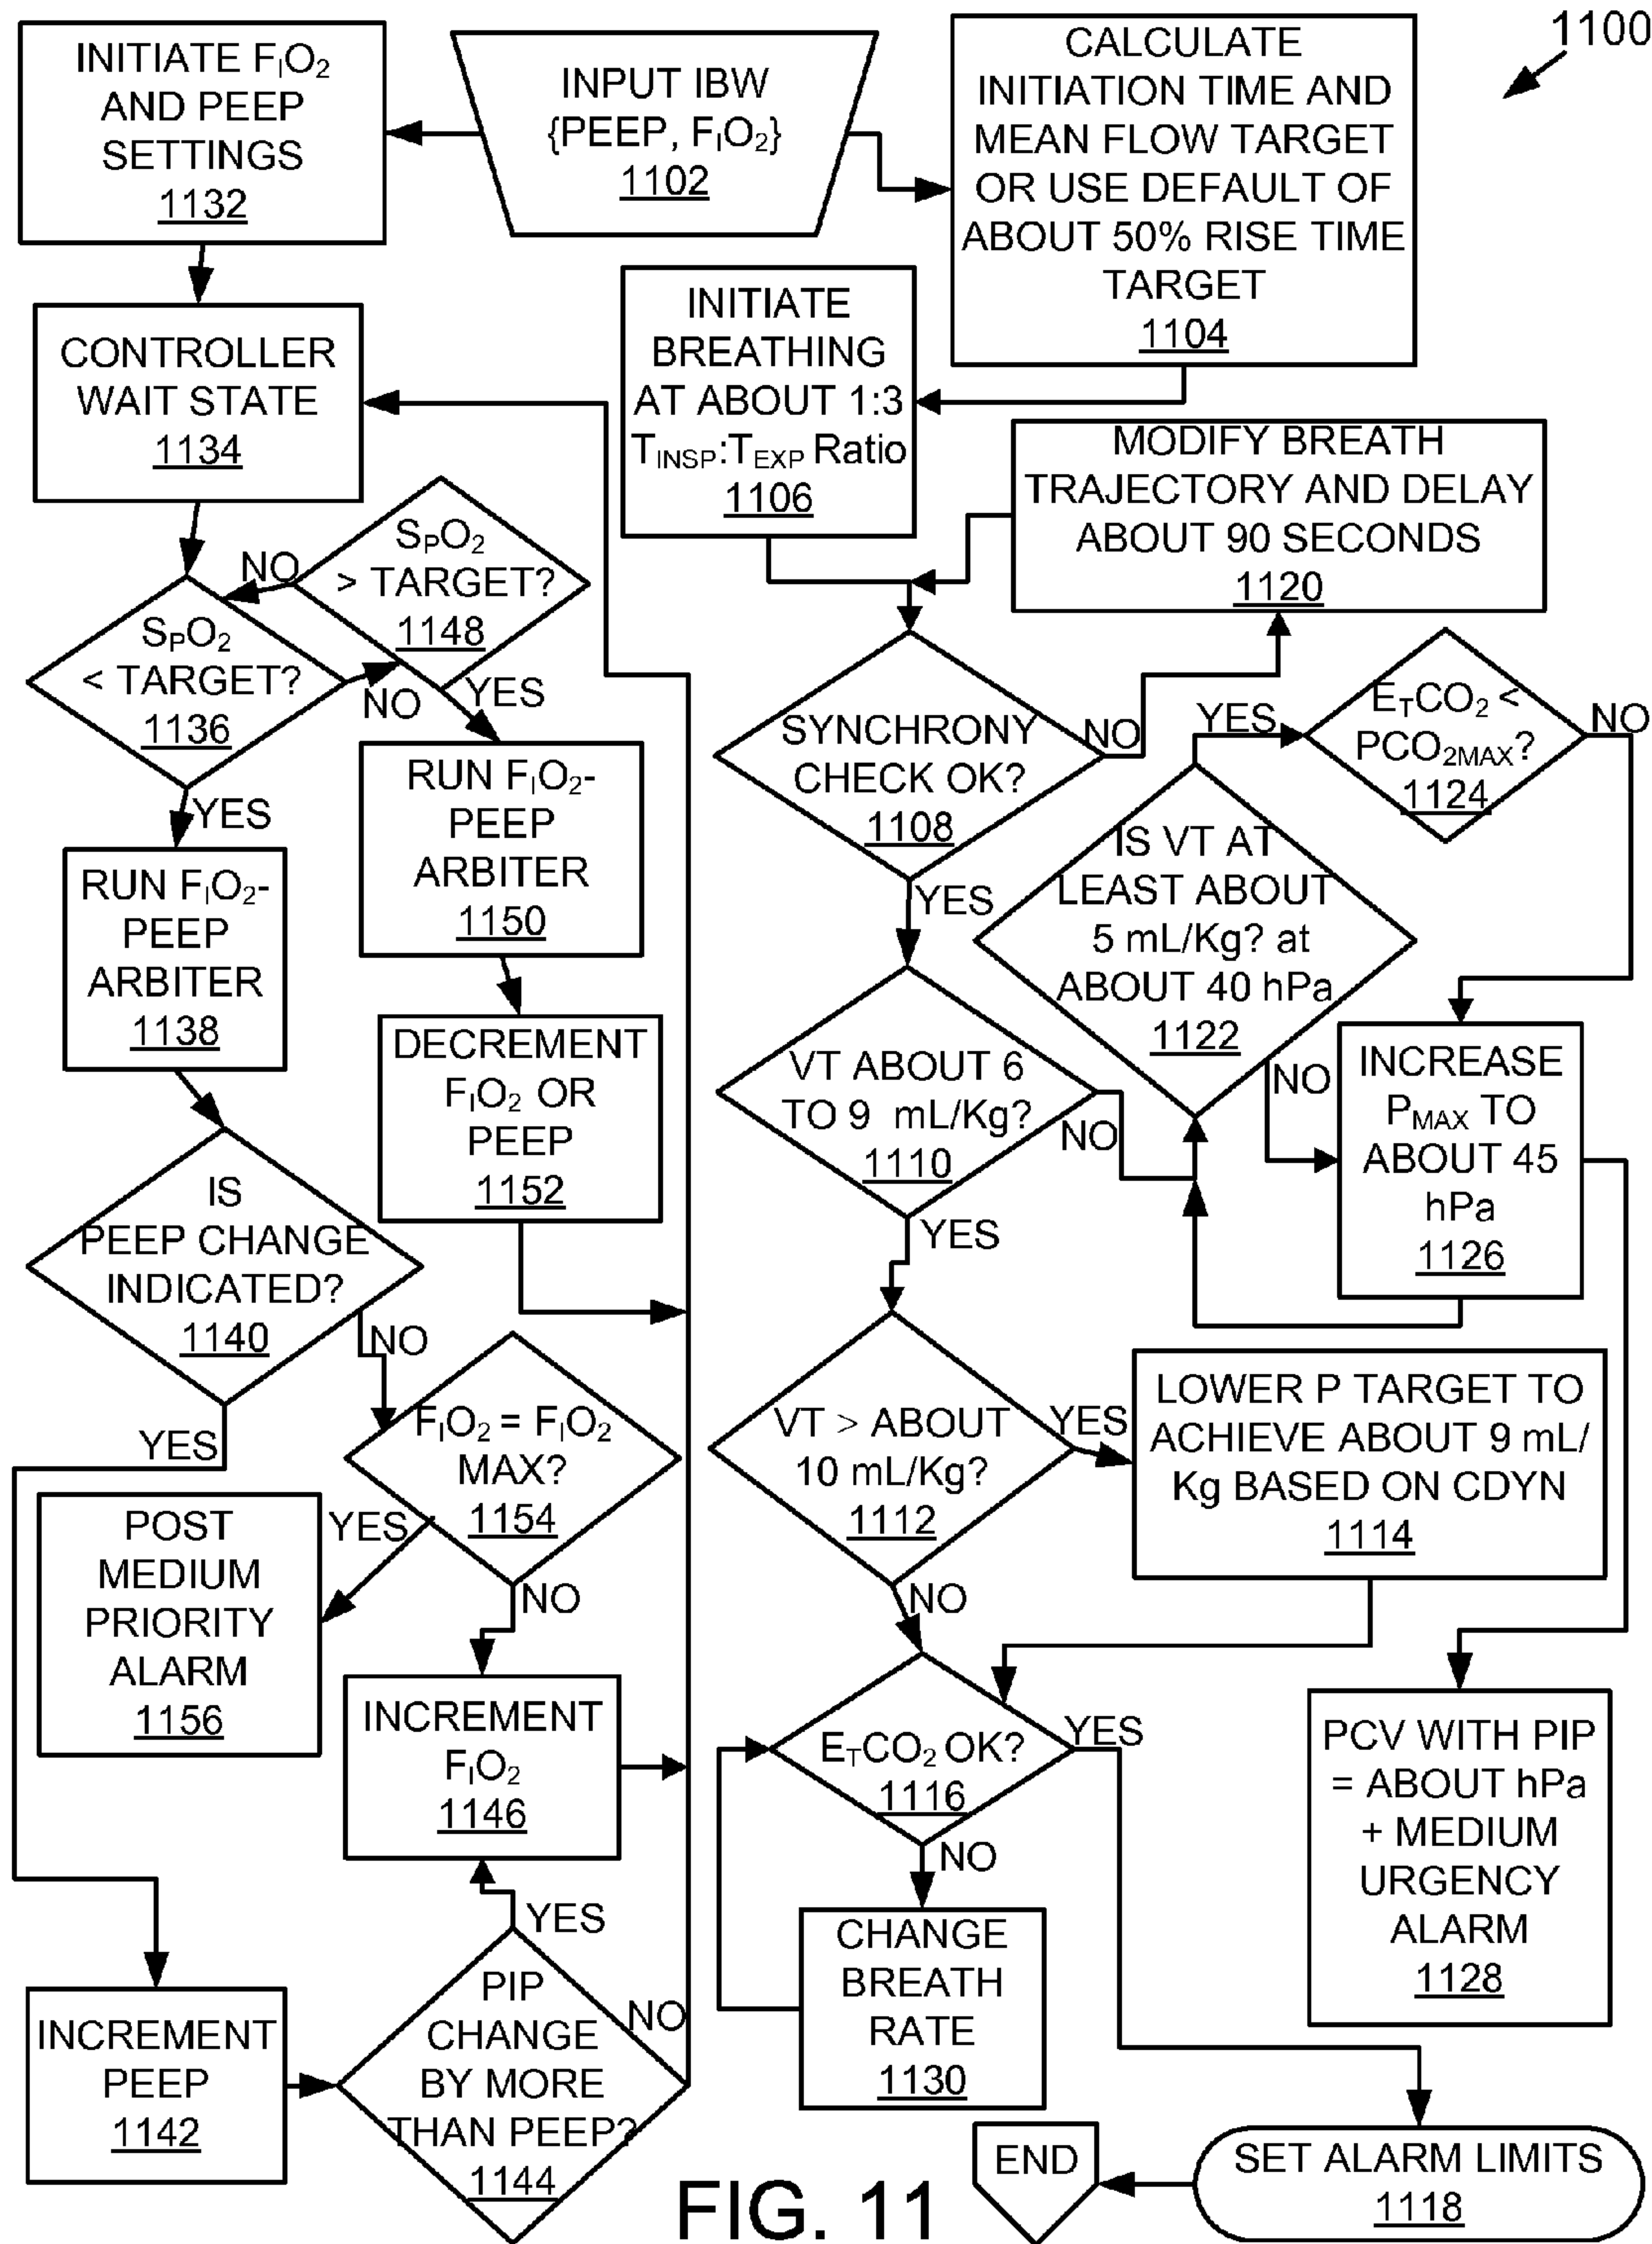 1100
INITIATE FIO2
AND PEEP
SETTINGS
1132
INPUT IBW
{PEEP, FIO2}
1102
CALCULATE
INITIATION TIME AND
MEAN FLOW TARGET
OR USE DEFAULT OF
ABOUT 50% RISE TIME
TARGET
1104
INITIATE
BREATHING
AT ABOUT 1:3
TINSP:TEXP Ratio
1106
CONTROLLER
WAIT STATE
1134
MODIFY BREATH
TRAJECTORY AND DELAY
ABOUT 90 SECONDS
1120
SPO2
> TARGET?
1148
NO
YES
SPO2
< TARGET?
1136
NO
YES
RUN FIO2-
PEEP
ARBITER
1150
RUN FIO2-
PEEP
ARBITER
1138
DECREMENT
FIO2 OR
PEEP
1152
IS
PEEP CHANGE
INDICATED?
1140
NO
YES
FIO2 = FIO2
MAX?
1154
YES
NO
POST
MEDIUM
PRIORITY
ALARM
1156
INCREMENT
FIO2
1146
YES
INCREMENT
PEEP
1142
PIP
CHANGE
BY MORE
THAN PEEP?
1144
NO
SYNCHRONY
CHECK OK?
1108
NO
YES
ETCO2 <
PCO2MAX?
1124
YES
NO
IS VT AT
LEAST ABOUT
5 mL/Kg? at
ABOUT 40 hPa
1122
NO
VT ABOUT 6
TO 9 mL/Kg?
1110
NO
YES
INCREASE
PMAX TO
ABOUT 45
hPa
1126
VT > ABOUT
10 mL/Kg?
1112
YES
NO
LOWER P TARGET TO
ACHIEVE ABOUT 9 mL/
Kg BASED ON CDYN
1114
ETCO2 OK?
1116
YES
NO
CHANGE
BREATH
RATE
1130
PCV WITH PIP
= ABOUT hPa
+ MEDIUM
URGENCY
ALARM
1128
SET ALARM LIMITS
1118
END
FIG. 11